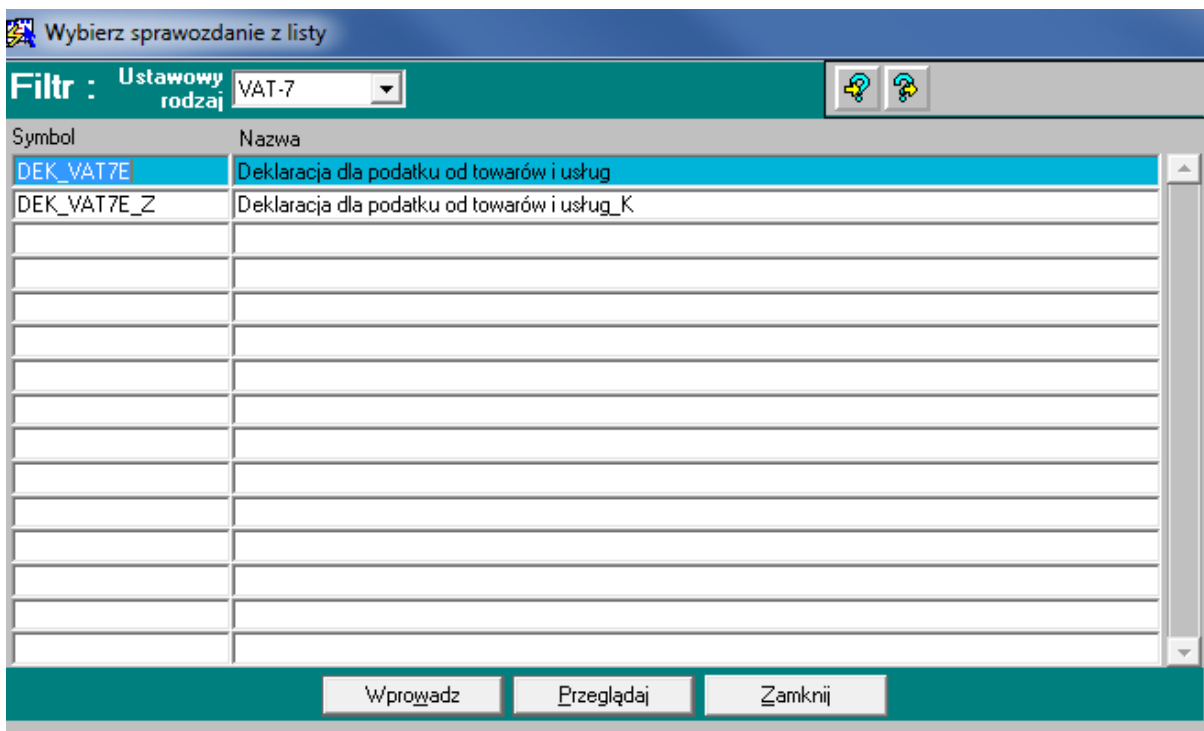 Wybierz sprawozdanie z listy
Filtr : Ustawowy rodzaj VAT-7
Symbol Nazwa
DEK_VAT7E Deklaracja dla podatku od towarów i usług
DEK_VAT7E_Z Deklaracja dla podatku od towarów i usług_K
Wprowadz Przeglądaj Zamknij